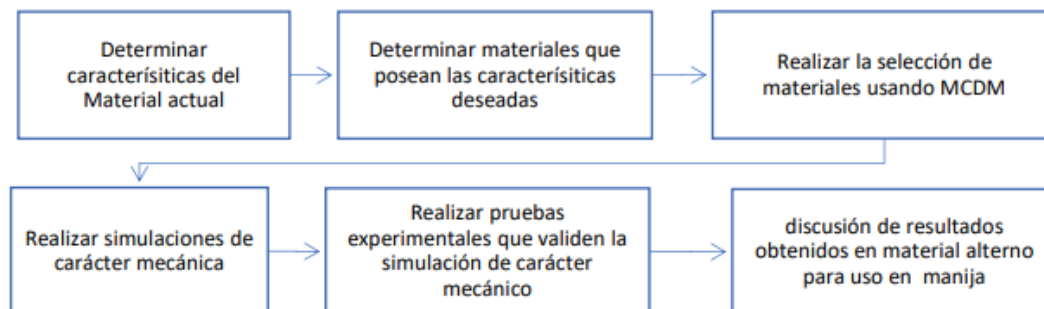 Determinar
caracterísiticas del
Material actual
Determinar materiales que
posean las caracterísiticas
deseadas
Realizar la selección de
materiales usando MCDM
Realizar simulaciones de
carácter mecánica
Realizar pruebas
experimentales que validen la
simulación de carácter
mecánico
discusión de resultados
obtenidos en material alterno
para uso en manija